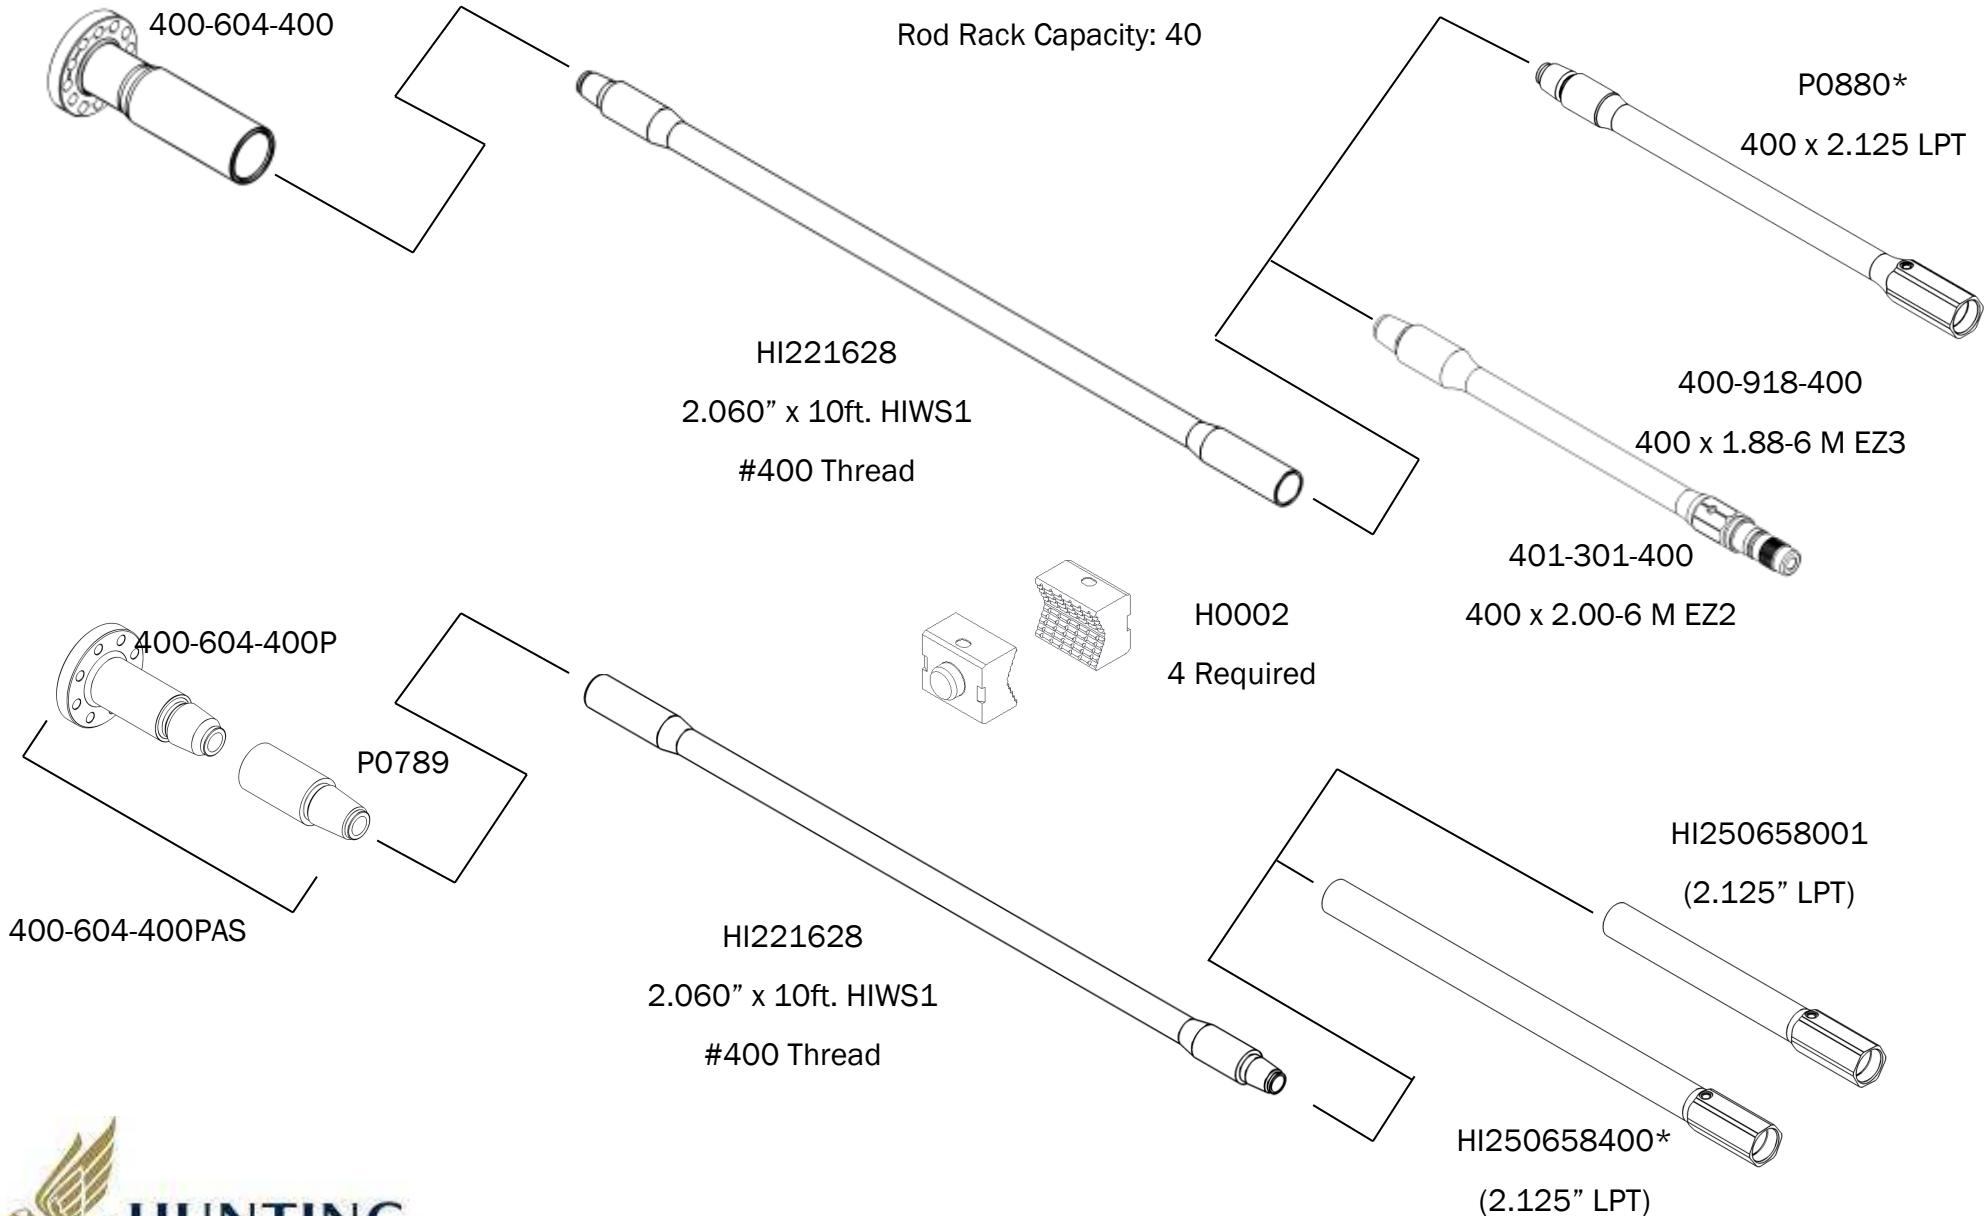 400-604-400
Rod Rack Capacity: 40
P0880*
400 x 2.125 LPT
HI221628
2.060” x 10ft. HIWS1
#400 Thread
400-918-400
400 x 1.88-6 M EZ3
401-301-400
400 x 2.00-6 M EZ2
H0002
4 Required
400-604-400P
P0789
400-604-400PAS
HI221628
2.060” x 10ft. HIWS1
#400 Thread
HI250658001
(2.125” LPT)
HI250658400*
(2.125” LPT)
HUNTING